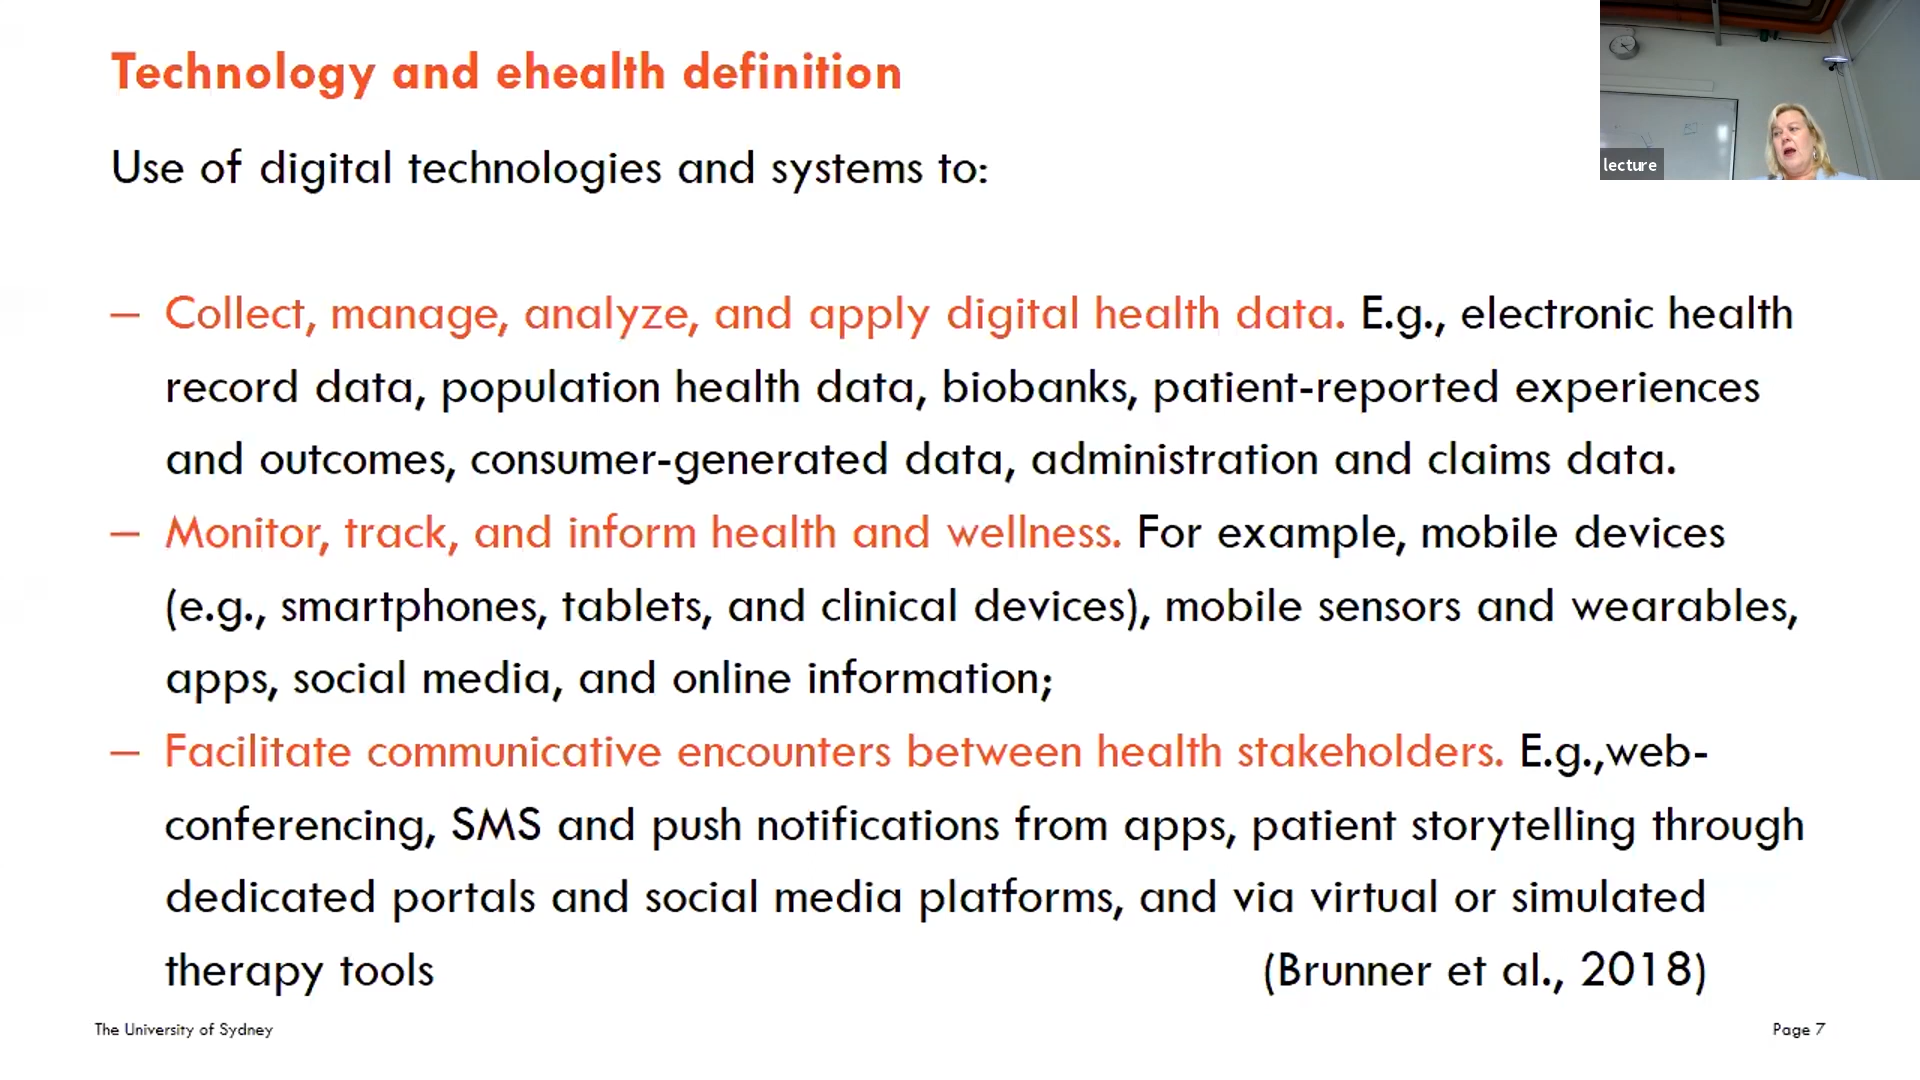 Technology and ehealth definition
lecture
Use of digital technologies and systems to:
– Collect, manage, analyze, and apply digital health data. E.g., electronic health
record data, population health data, biobanks, patient-reported experiences
and outcomes, consumer-generated data, administration and claims data.
– Monitor, track, and inform health and wellness. For example, mobile devices
(e.g., smartphones, tablets, and clinical devices), mobile sensors and wearables,
apps, social media, and online information;
– Facilitate communicative encounters between health stakeholders. E.g.,web-
conferencing, SMS and push notifications from apps, patient storytelling through
dedicated portals and social media platforms, and via virtual or simulated
therapy tools (Brunner et al., 2018)
The University of Sydney Page 7